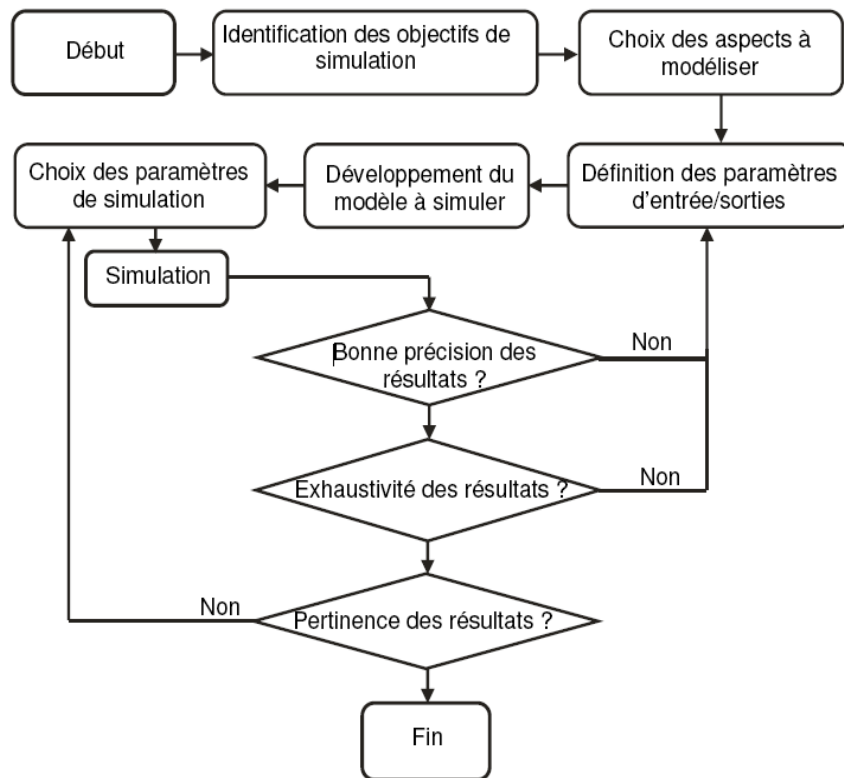 Début
Identification des objectifs de
simulation
Choix des aspects à
modéliser
Choix des paramètres
de simulation
Développement du
modèle à simuler
Définition des paramètres
d'entrée/sorties
Simulation
Bonne précision des
résultats ?
Non
Exhaustivité des résultats ?
Non
Non
Pertinence des résultats ?
Fin